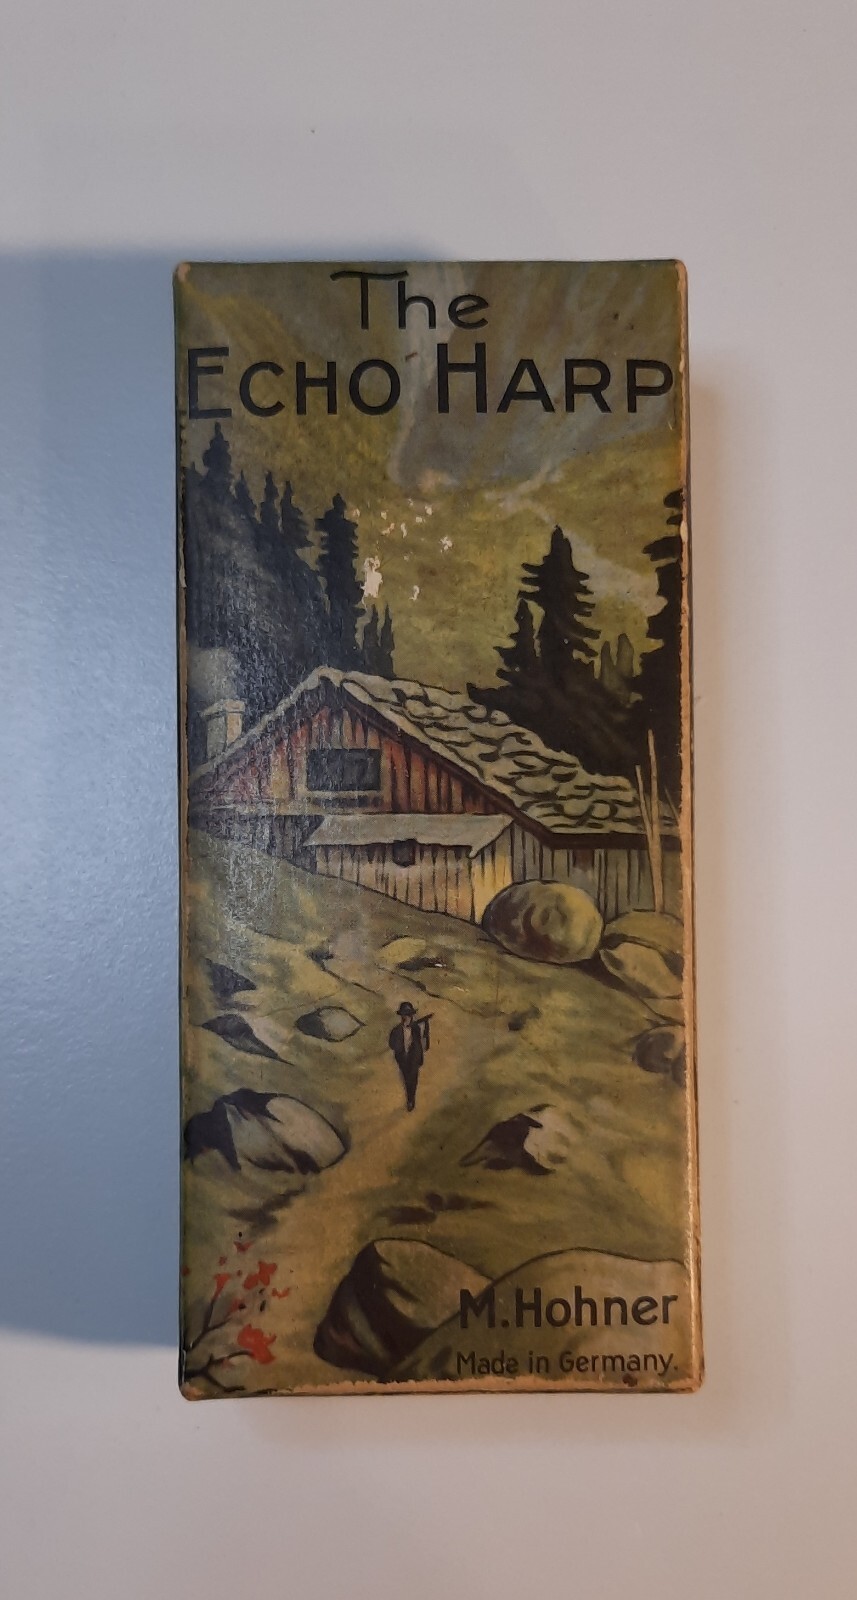 The
ECHO HARP
M.Hohner
Made in Germany.